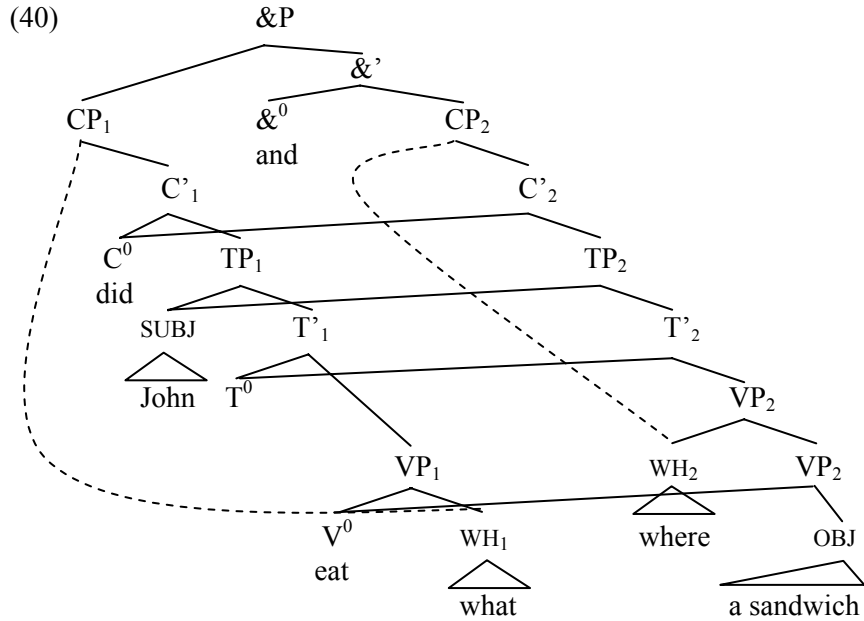 (40) &P
&’
CP₁ &⁰ CP₂
and
C’₁ C’₂
C⁰ TP₁ TP₂
did
SUBJ T’₁ T’₂
John T⁰ VP₂
VP₁ WH₂ VP₂
V⁰ WH₁ where OBJ
eat
what a sandwich